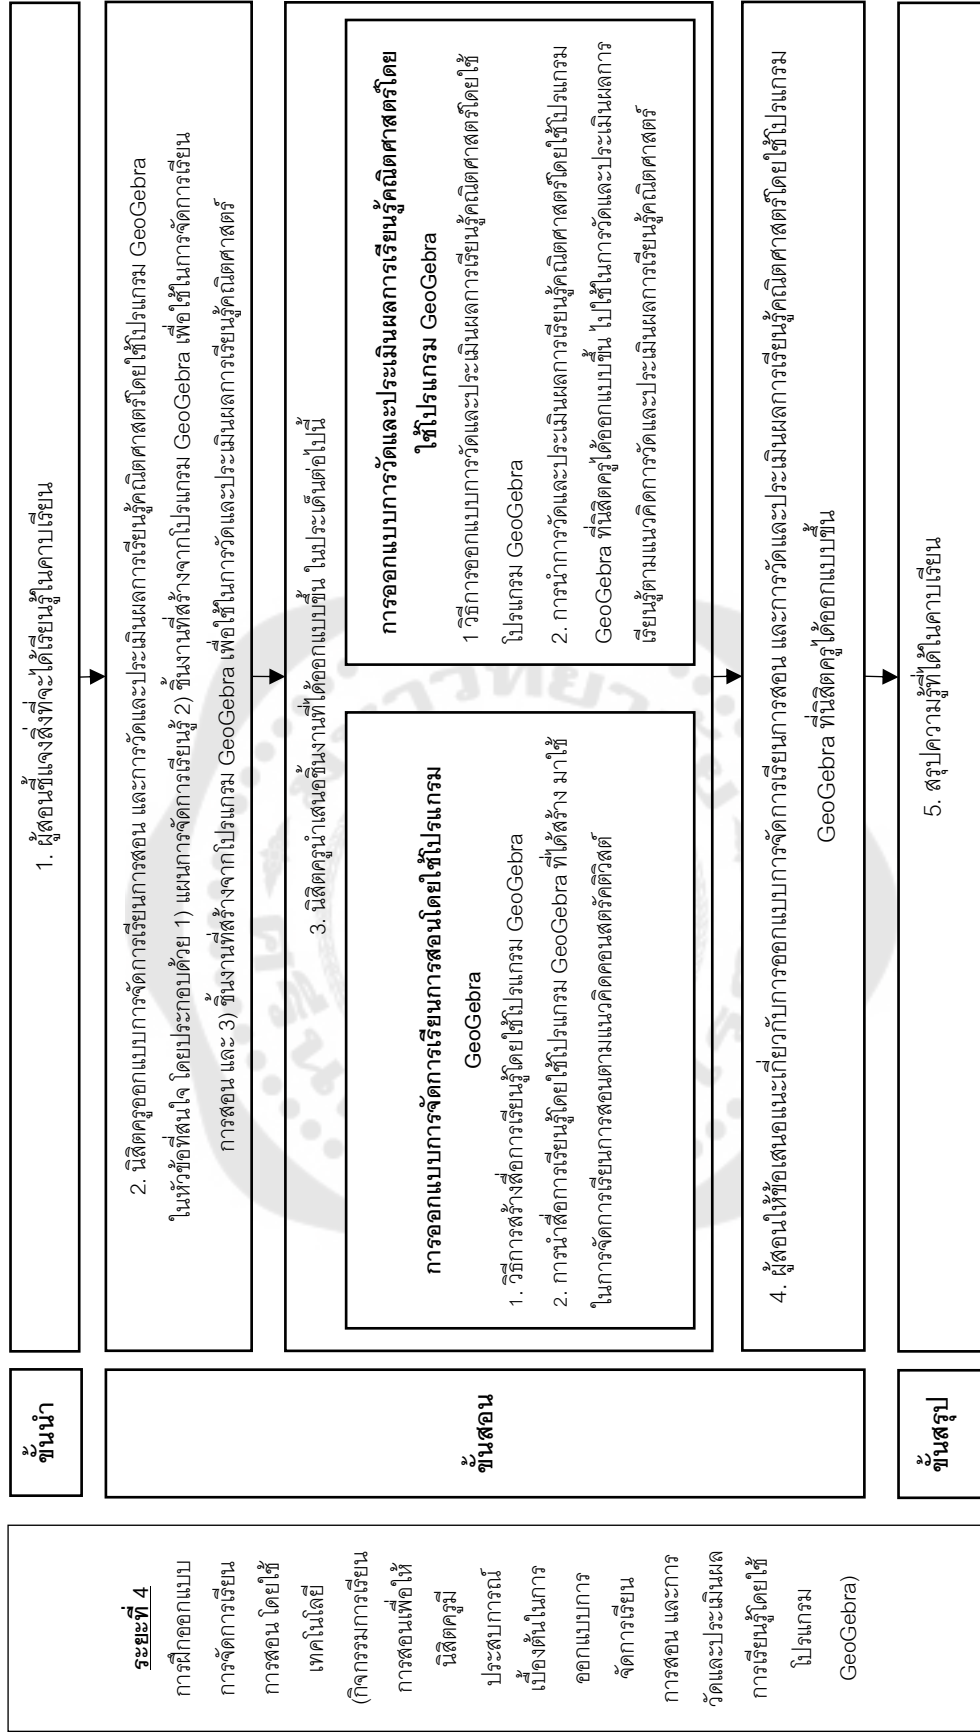 ระยะที่ 4
การฝึกออกแบบ
การจัดการเรียน
การสอน โดยใช้
เทคโนโลยี
(กิจกรรมการเรียน
การสอนเพื่อให้
นิสิตครูมี
ประสบการณ์
เบื้องต้นในการ
ออกแบบการ
จัดการเรียน
การสอน และการ
วัดและประเมินผล
การเรียนรู้โดยใช้
โปรแกรม
GeoGebra)
ขั้นนำ
1. ผู้สอนชี้แจงสิ่งที่จะได้เรียนรู้ในคาบเรียน
ขั้นสอน
2. นิสิตครูออกแบบการจัดการเรียนการสอน และการวัดและประเมินผลการเรียนรู้คณิตศาสตร์โดยใช้โปรแกรม GeoGebra
ในหัวข้อที่สนใจ โดยประกอบด้วย 1) แผนการจัดการเรียนรู้ 2) ชิ้นงานที่สร้างจากโปรแกรม GeoGebra เพื่อใช้ในการจัดการเรียน
การสอน และ 3) ชิ้นงานที่สร้างจากโปรแกรม GeoGebra เพื่อใช้ในการวัดและประเมินผลการเรียนรู้คณิตศาสตร์
3. นิสิตครูนำเสนอชิ้นงานที่ได้ออกแบบขึ้น ในประเด็นต่อไปนี้
การออกแบบการจัดการเรียนการสอนโดยใช้โปรแกรม
GeoGebra
1. วิธีการสร้างสื่อการเรียนรู้โดยใช้โปรแกรม GeoGebra
2. การนำสื่อการเรียนรู้โดยใช้โปรแกรม GeoGebra ที่ได้สร้าง มาใช้
ในการจัดการเรียนการสอนตามแนวคิดคอนสตรัคติวิสต์
การออกแบบการวัดและประเมินผลการเรียนรู้คณิตศาสตร์โดย
ใช้โปรแกรม GeoGebra
1 วิธีการออกแบบการวัดและประเมินผลการเรียนรู้คณิตศาสตร์โดยใช้
โปรแกรม GeoGebra
2. การนำการวัดและประเมินผลการเรียนรู้คณิตศาสตร์โดยใช้โปรแกรม
GeoGebra ที่นิสิตครูได้ออกแบบขึ้น ไปใช้ในการวัดและประเมินผลการ
เรียนรู้ตามแนวคิดการวัดและประเมินผลการเรียนรู้คณิตศาสตร์
4. ผู้สอนให้ข้อเสนอแนะเกี่ยวกับการออกแบบการจัดการเรียนการสอน และการวัดและประเมินผลการเรียนรู้คณิตศาสตร์โดยใช้โปรแกรม
GeoGebra ที่นิสิตครูได้ออกแบบขึ้น
ขั้นสรุป
5. สรุปความรู้ที่ได้ในคาบเรียน